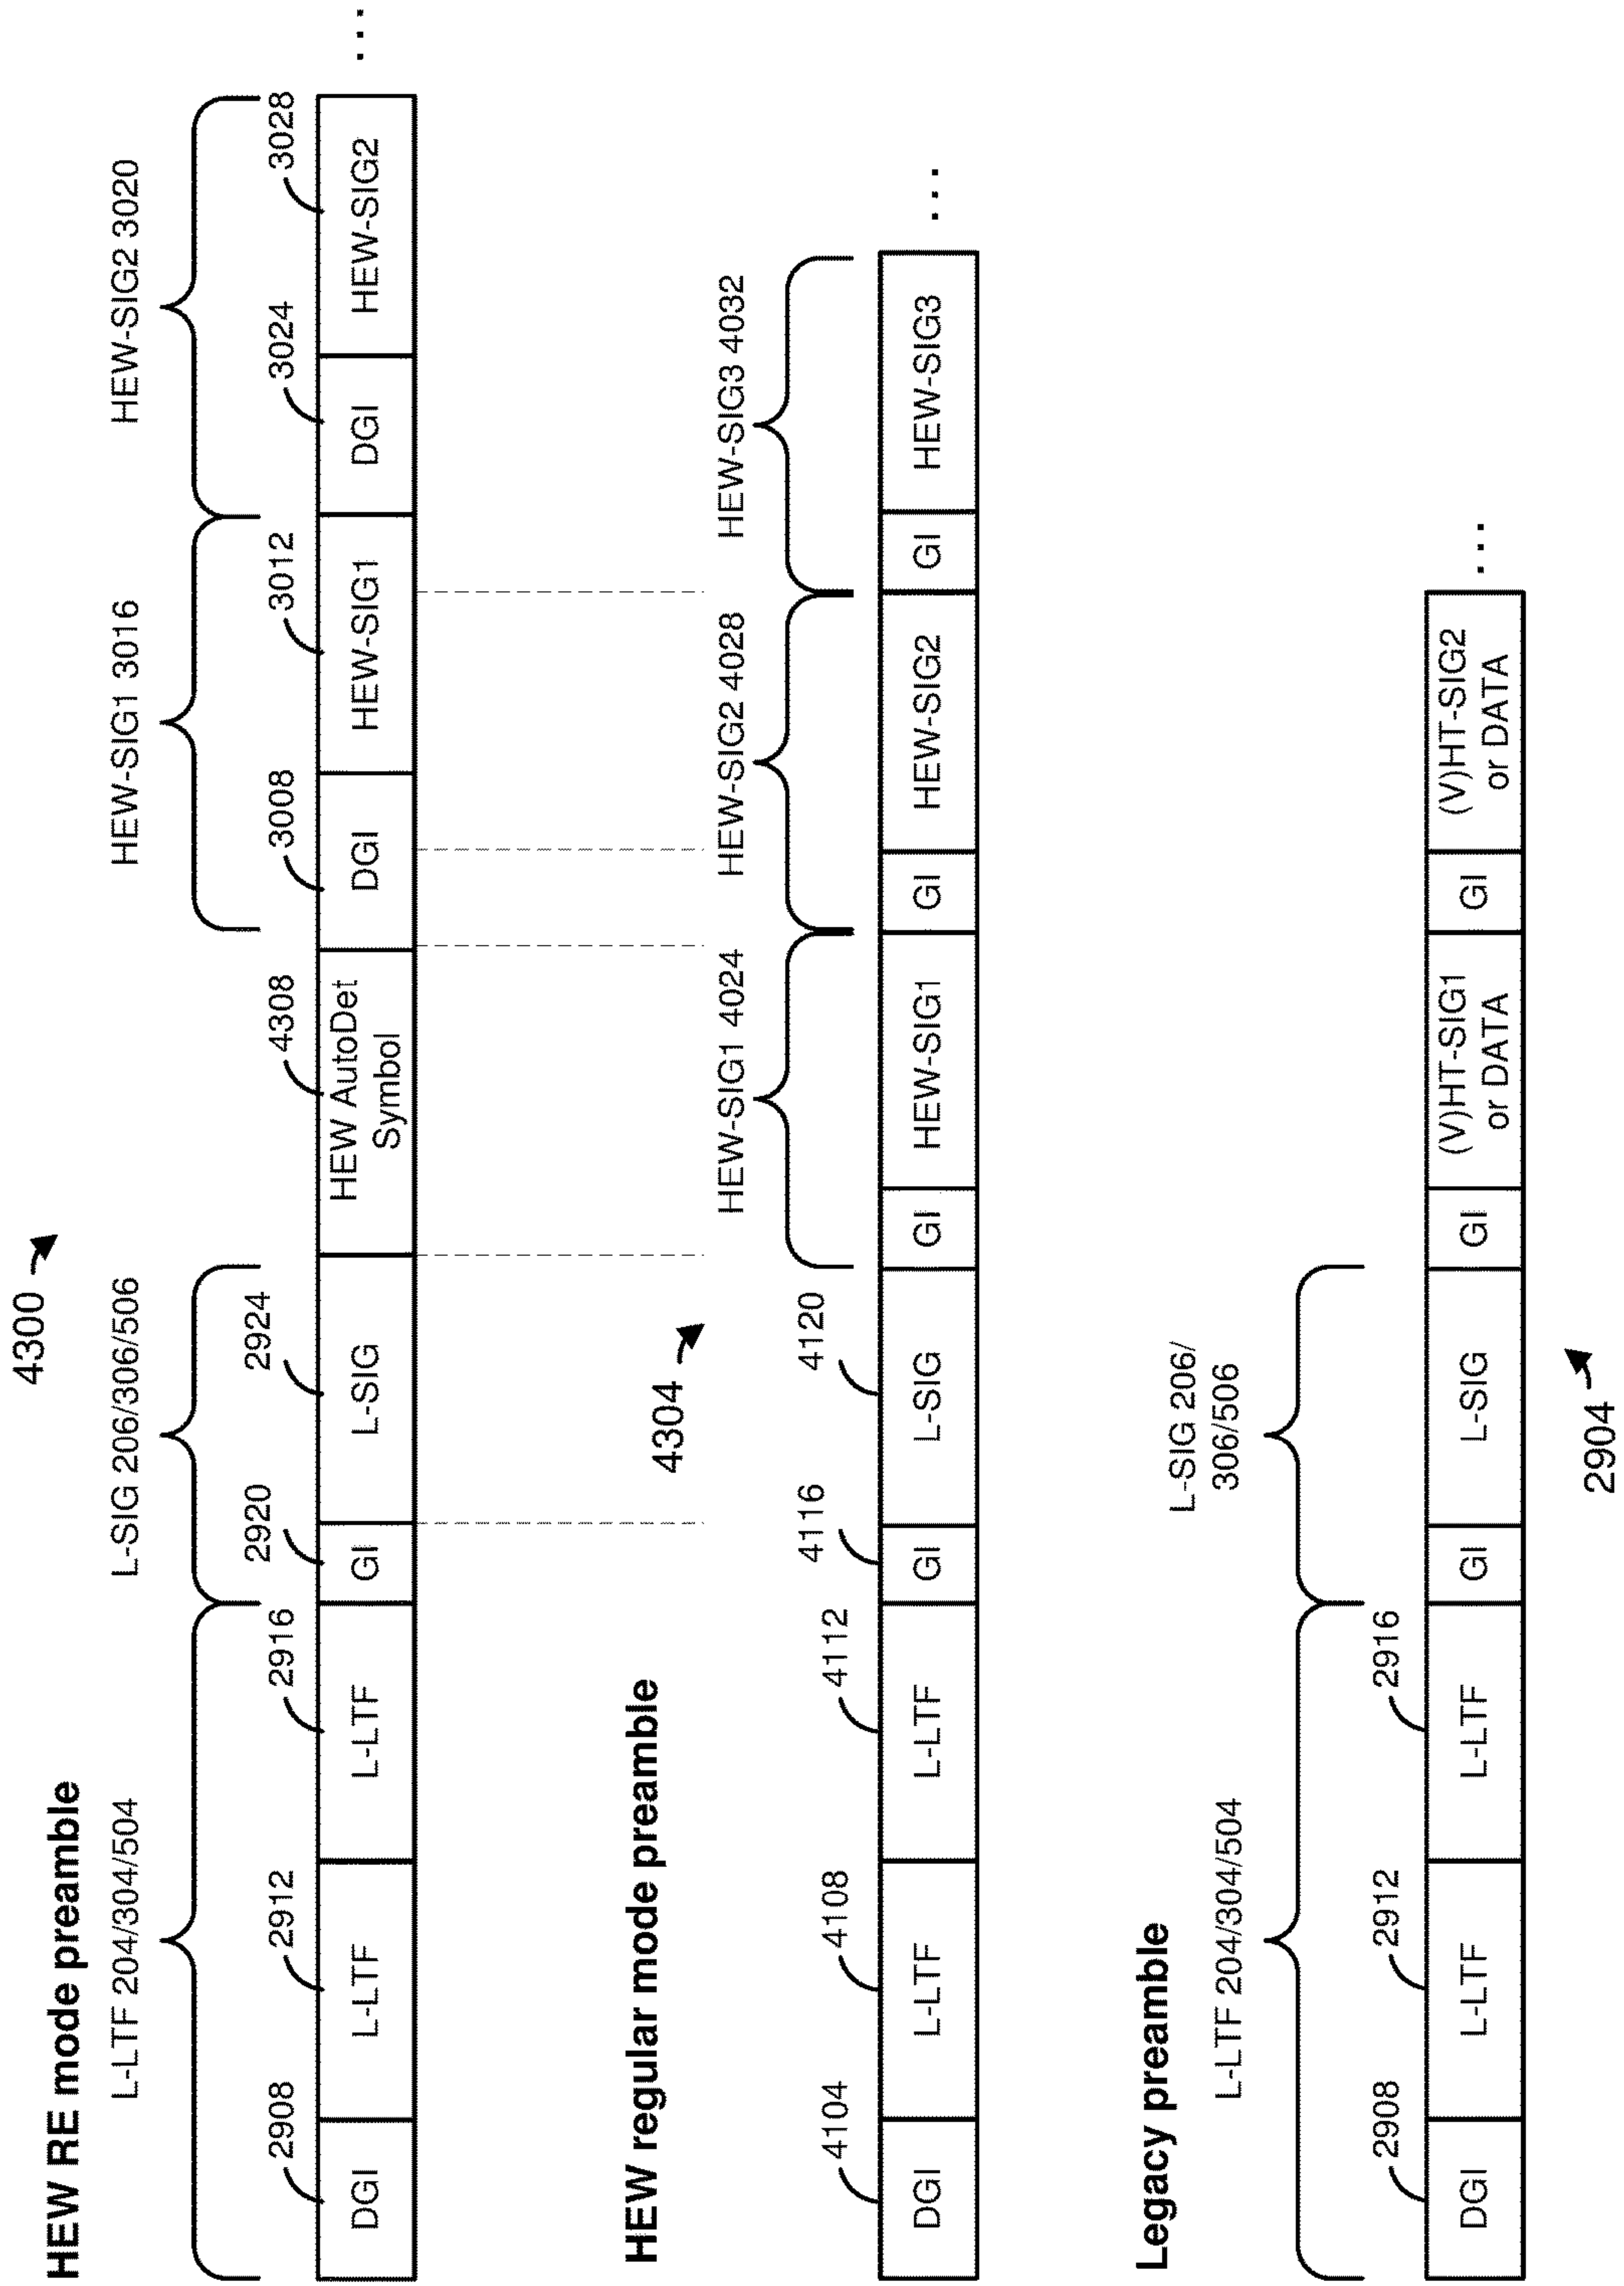 4300
HEW RE mode preamble
L-LTF 204/304/504
L-SIG 206/306/506
HEW-SIG1 3016
HEW-SIG2 3020
2908
2912
2916
2920
2924
4308
3008
3012
3024
3028
DGI
L-LTF
L-LTF
GI
L-SIG
HEW AutoDet
Symbol
DGI
HEW-SIG1
DGI
HEW-SIG2
...
HEW regular mode preamble
4304
HEW-SIG1 4024
HEW-SIG2 4028
HEW-SIG3 4032
4104
4108
4112
4116
4120
DGI
L-LTF
L-LTF
GI
L-SIG
GI
HEW-SIG1
GI
HEW-SIG2
GI
HEW-SIG3
...
Legacy preamble
L-LTF 204/304/504
L-SIG 206/
306/506
2908
2912
2916
DGI
L-LTF
L-LTF
GI
L-SIG
GI
(V)HT-SIG1
or DATA
GI
(V)HT-SIG2
or DATA
...
2904